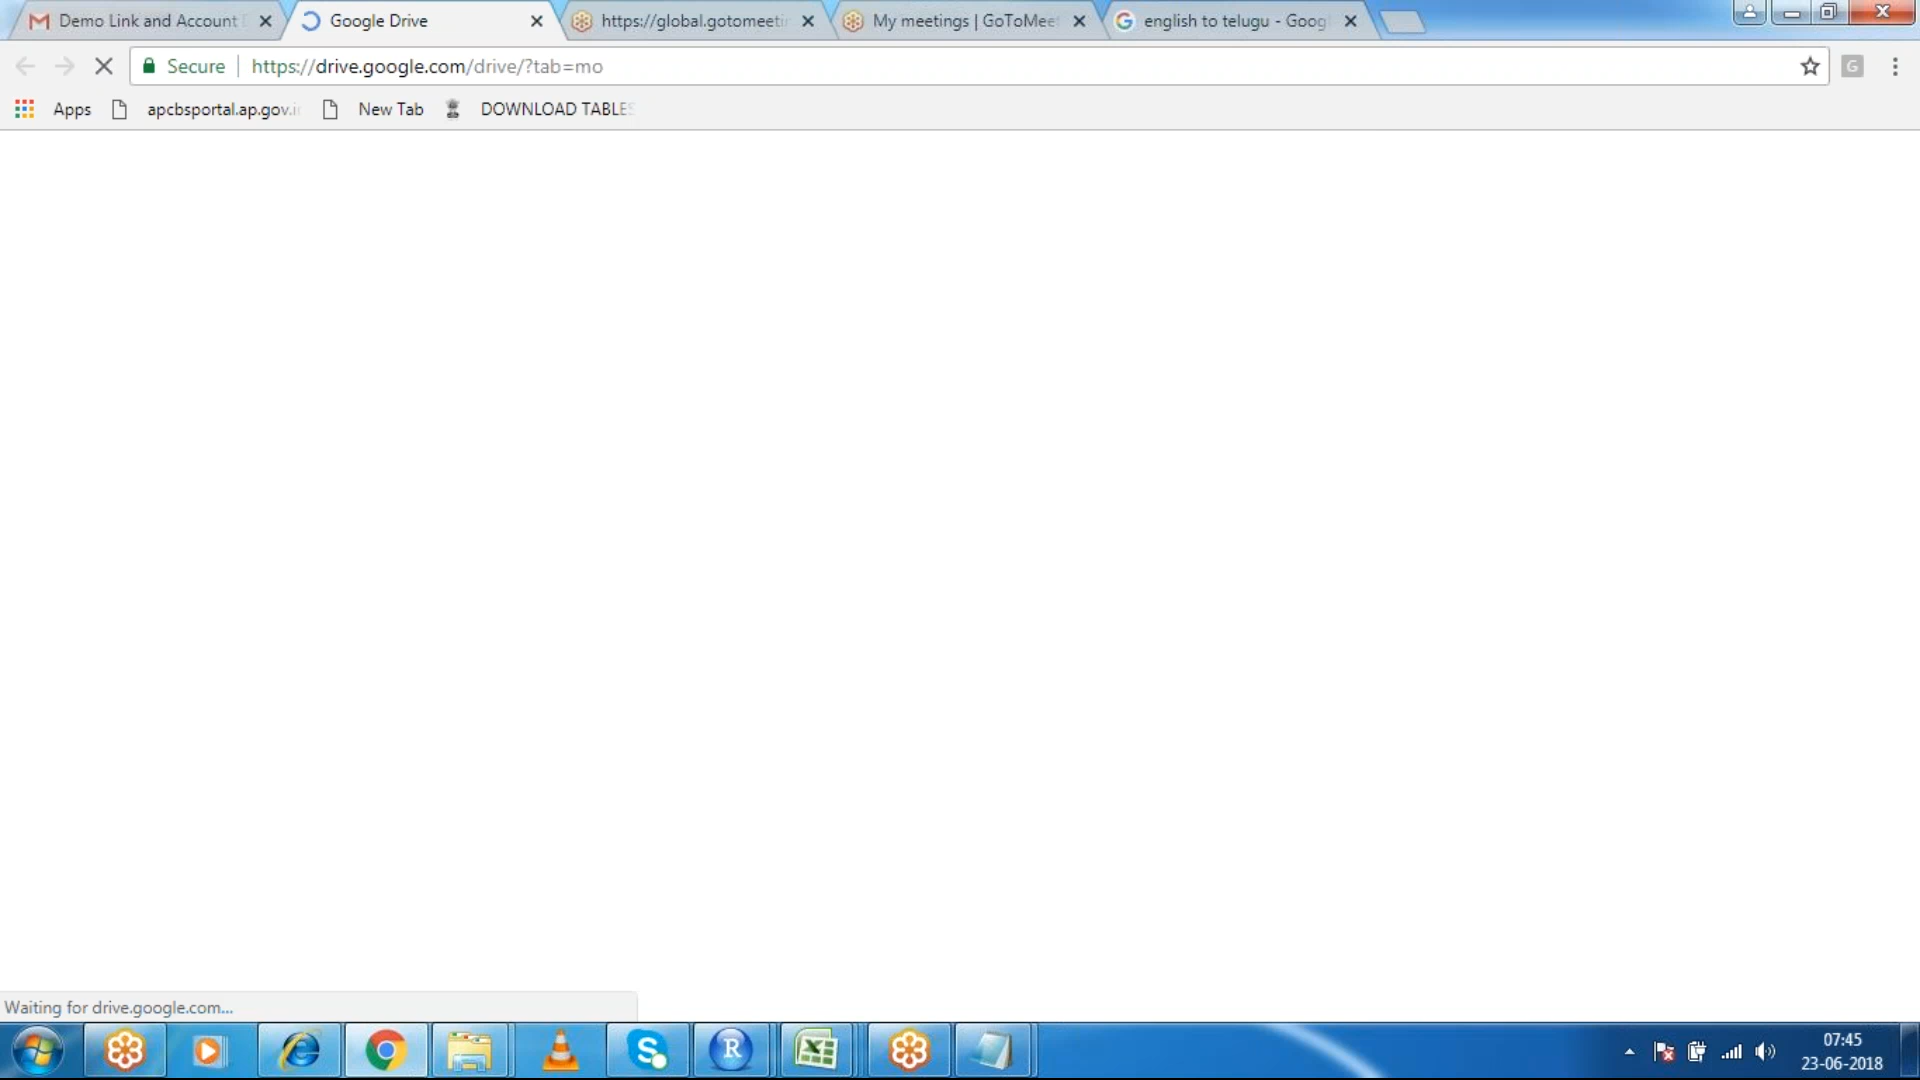 Demo Link and Account
Google Drive
https://global.gotomeeti
My meetings | GoToMeet
english to telugu - Goog
Secure
https://drive.google.com/drive/?tab=mo
G
Apps
apcbsportal.ap.gov.i
New Tab
DOWNLOAD TABLES
Waiting for drive.google.com...
07:45
23-06-2018